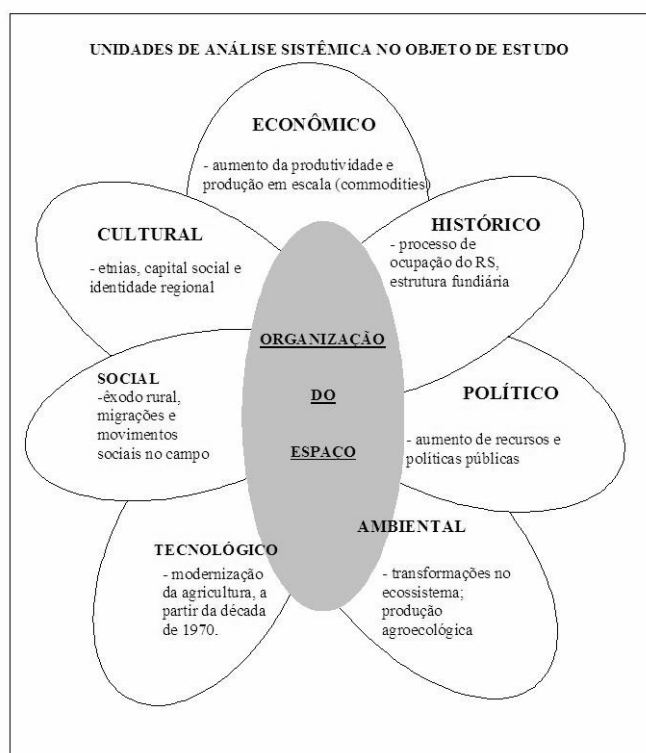 UNIDADES DE ANÁLISE SISTÊMICA NO OBJETO DE ESTUDO
ECONÔMICO
- aumento da produtividade e
produção em escala (commodities)
CULTURAL
- etnias, capital social e
identidade regional
HISTÓRICO
- processo de
ocupação do RS,
estrutura fundiária
ORGANIZAÇÃO
DO
ESPAÇO
SOCIAL
-êxodo rural,
migrações e
movimentos
sociais no campo
POLÍTICO
- aumento de recursos e
políticas públicas
TECNOLÓGICO
- modernização
da agricultura, a
partir da década
de 1970.
AMBIENTAL
- transformações no
ecossistema;
produção
agroecológica